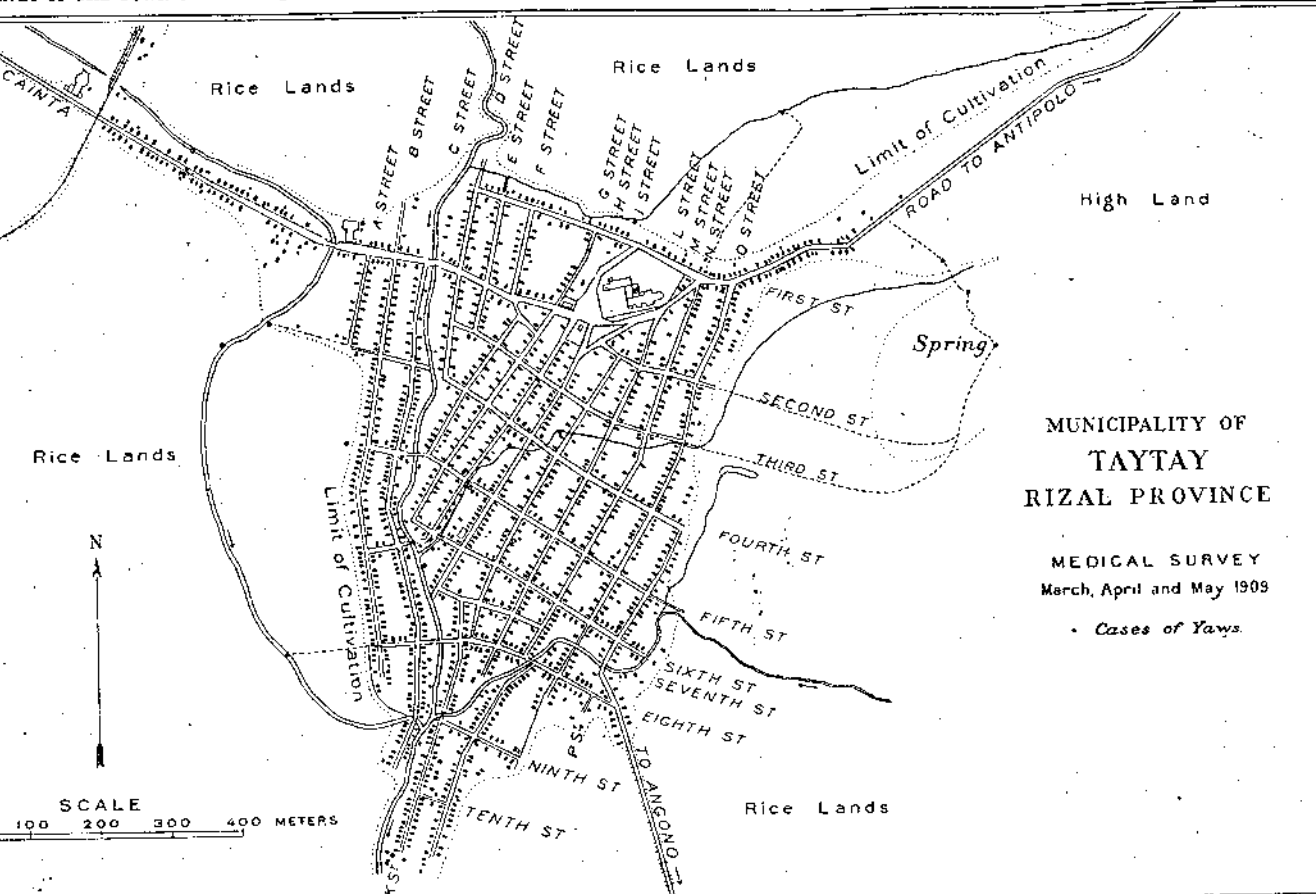 Rice Lands
Rice Lands
CAINTA
A STREET
B STREET
C STREET
D STREET
E STREET
F STREET
G STREET
H STREET
I STREET
L STREET
M STREET
N STREET
O STREET
Limit of Cultivation
ROAD TO ANTIPOLO
High Land
FIRST ST
Spring
SECOND ST
THIRD ST
Rice Lands
MUNICIPALITY OF
TAYTAY
RIZAL PROVINCE
Limit of Cultivation
N
FOURTH ST
MEDICAL SURVEY
March, April and May 1909
• Cases of Yaws.
FIFTH ST
SIXTH ST
SEVENTH ST
EIGHTH ST
P St.
NINTH ST
TO ANGONO
Rice Lands
SCALE
100 200 300 400 METERS
TENTH ST
K ST